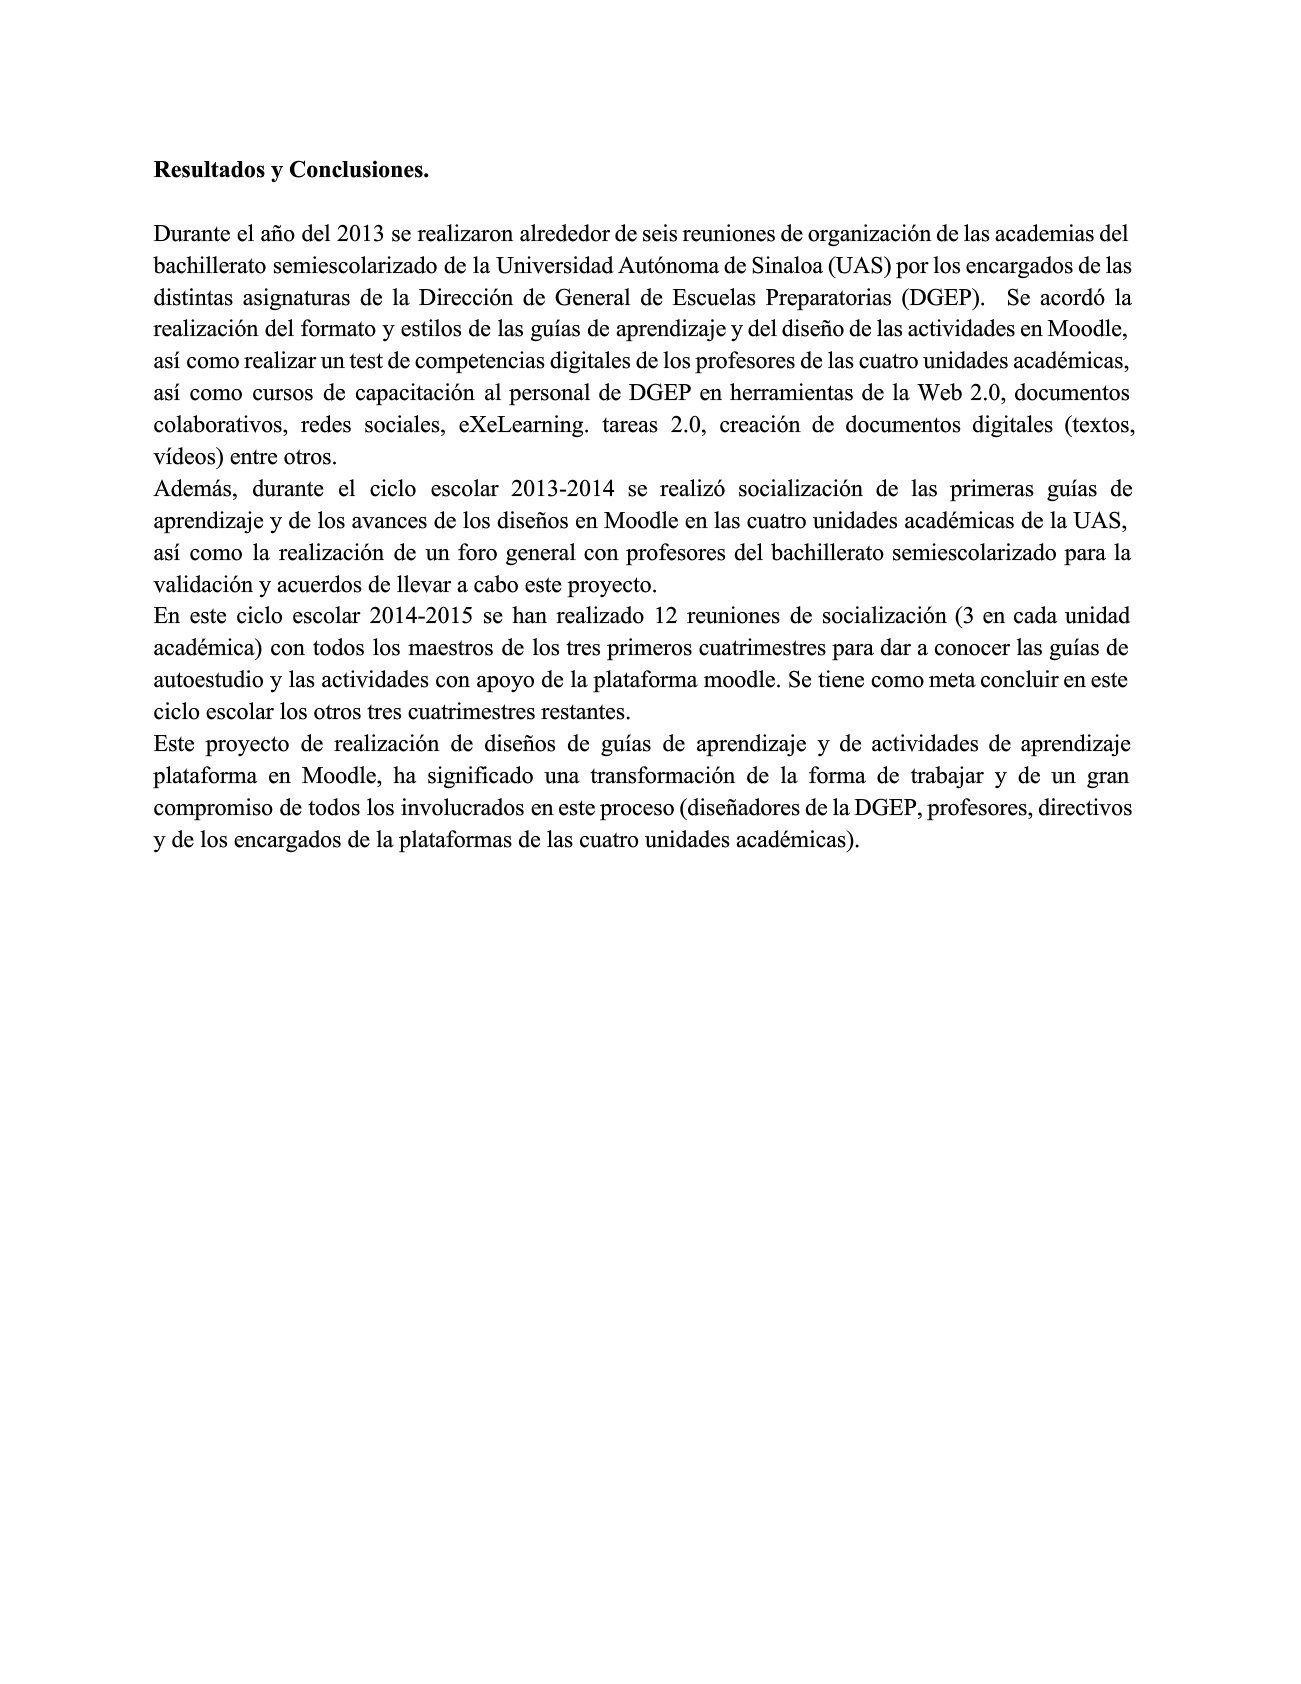 Resultados y Conclusiones.
Durante el año del 2013 se realizaron alrededor de seis reuniones de organización de las academias del
bachillerato semiescolarizado de la Universidad Autónoma de Sinaloa (UAS) por los encargados de las
distintas asignaturas de la Dirección de General de Escuelas Preparatorias (DGEP).  Se acordó la
realización del formato y estilos de las guías de aprendizaje y del diseño de las actividades en Moodle,
así como realizar un test de competencias digitales de los profesores de las cuatro unidades académicas,
así como cursos de capacitación al personal de DGEP en herramientas de la Web 2.0, documentos
colaborativos, redes sociales, eXeLearning. tareas 2.0, creación de documentos digitales (textos,
vídeos) entre otros.
Además, durante el ciclo escolar 2013-2014 se realizó socialización de las primeras guías de
aprendizaje y de los avances de los diseños en Moodle en las cuatro unidades académicas de la UAS,
así como la realización de un foro general con profesores del bachillerato semiescolarizado para la
validación y acuerdos de llevar a cabo este proyecto.
En este ciclo escolar 2014-2015 se han realizado 12 reuniones de socialización (3 en cada unidad
académica) con todos los maestros de los tres primeros cuatrimestres para dar a conocer las guías de
autoestudio y las actividades con apoyo de la plataforma moodle. Se tiene como meta concluir en este
ciclo escolar los otros tres cuatrimestres restantes.
Este proyecto de realización de diseños de guías de aprendizaje y de actividades de aprendizaje
plataforma en Moodle, ha significado una transformación de la forma de trabajar y de un gran
compromiso de todos los involucrados en este proceso (diseñadores de la DGEP, profesores, directivos
y de los encargados de la plataformas de las cuatro unidades académicas).